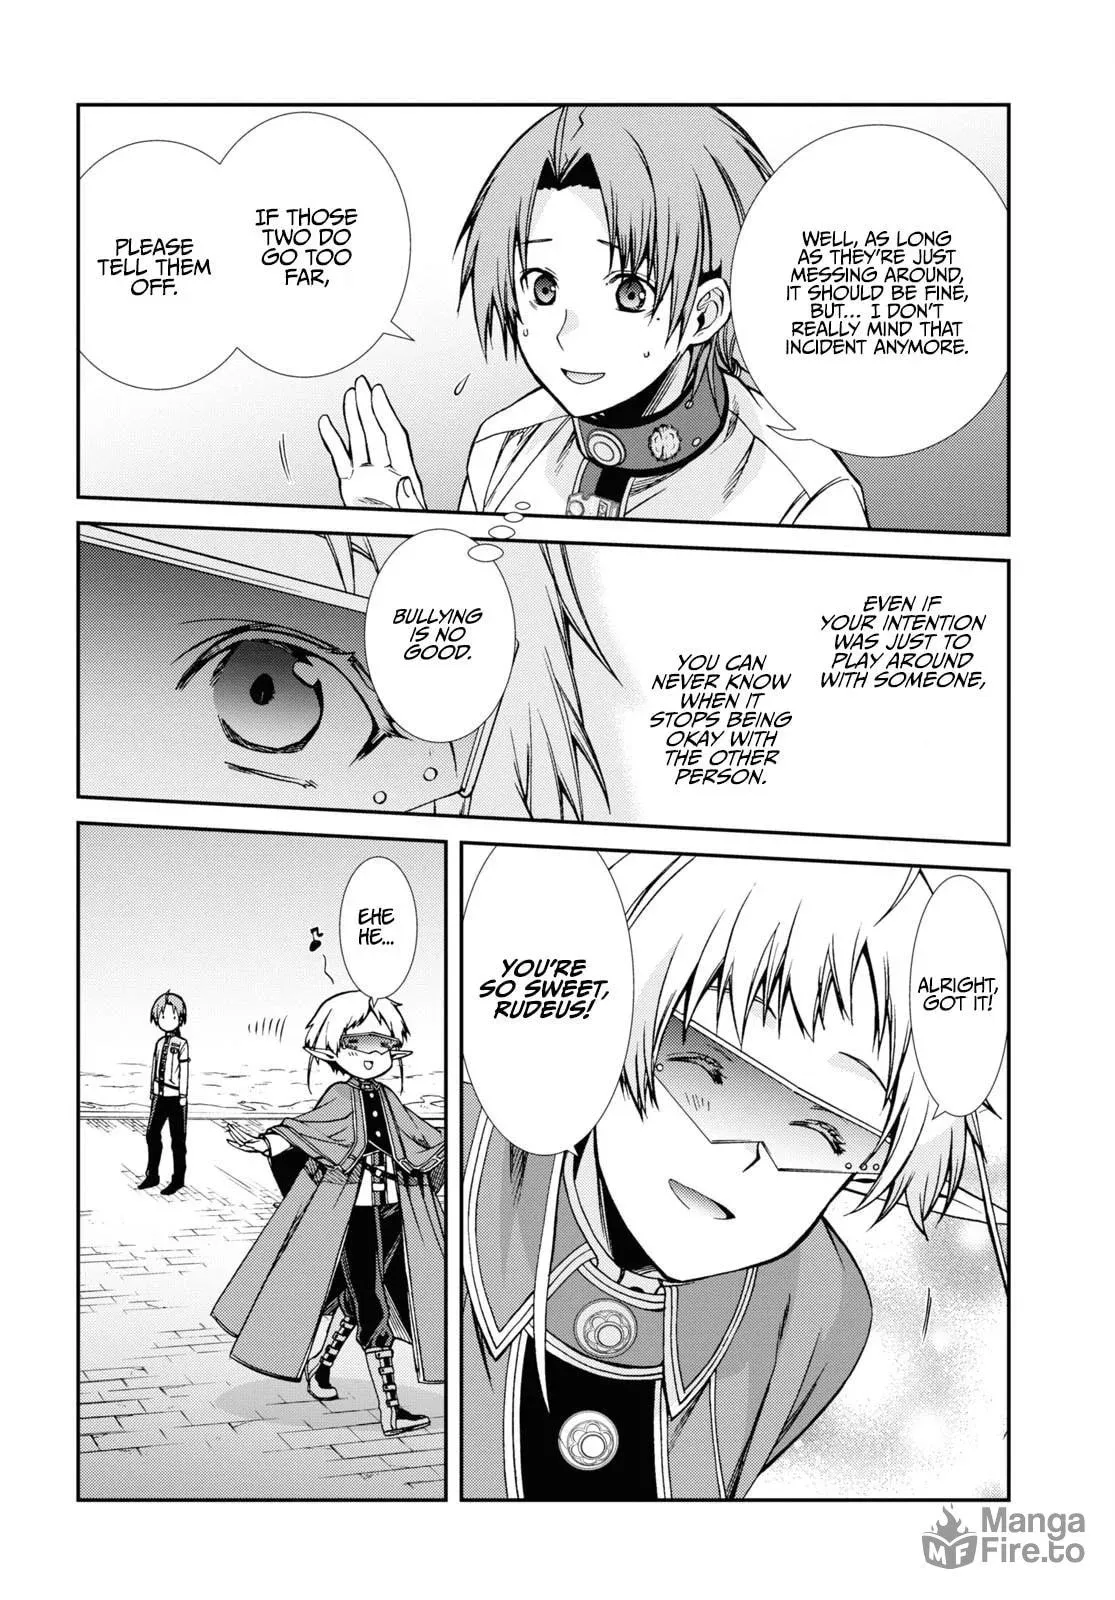 WELL, AS LONG
AS THEY'RE JUST
MESSING AROUND,
IT SHOULD BE FINE,
BUT... I DON'T
REALLY MIND THAT
INCIDENT ANYMORE.
IF THOSE
TWO DO
GO TOO
FAR,
PLEASE
TELL THEM
OFF.
EVEN IF
YOUR INTENTION
WAS JUST TO
PLAY AROUND
WITH SOMEONE,
YOU CAN
NEVER KNOW
WHEN IT
STOPS BEING
OKAY WITH
THE OTHER
PERSON.
BULLYING
IS NO
GOOD.
ALRIGHT,
GOT IT!
YOU'RE
SO SWEET,
RUDEUS!
EHE
HE...
Manga
Fire.to
MF